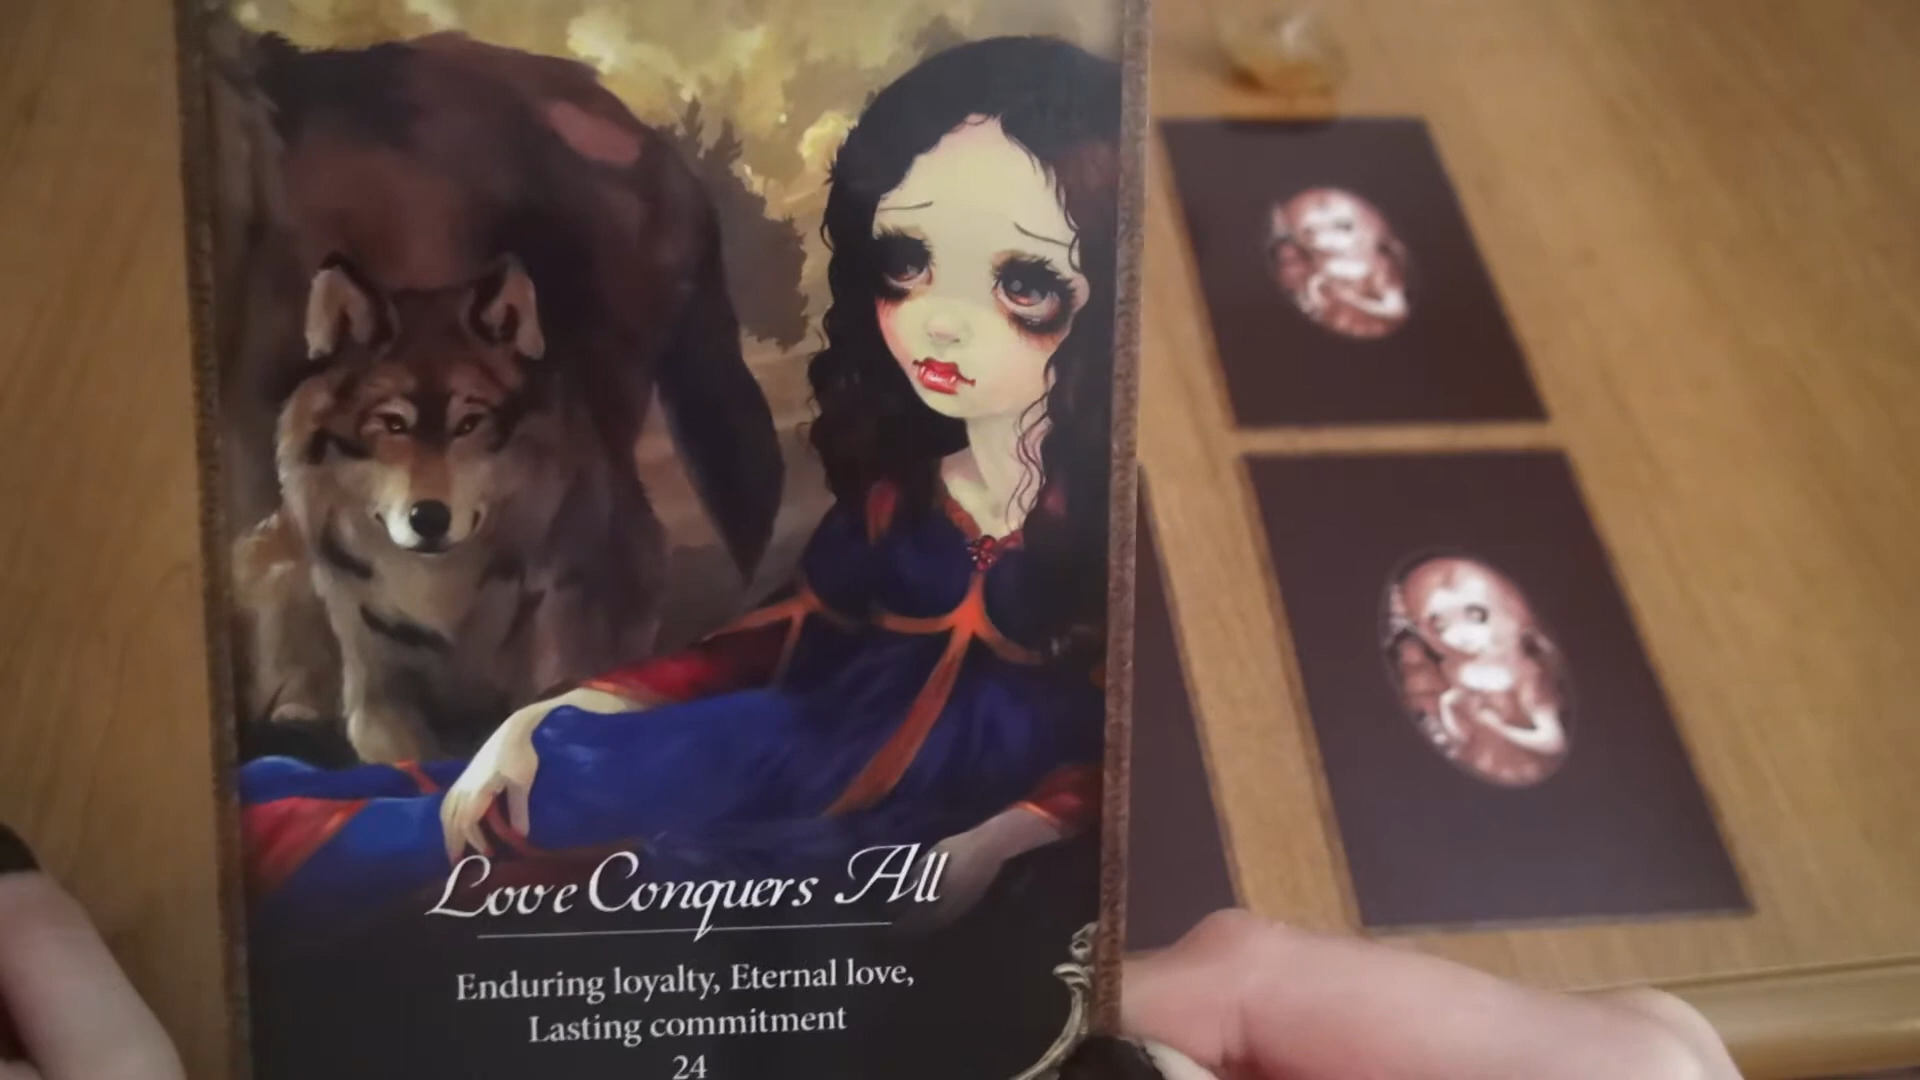 Love Conquers All
Enduring loyalty, Eternal love,
Lasting commitment
24